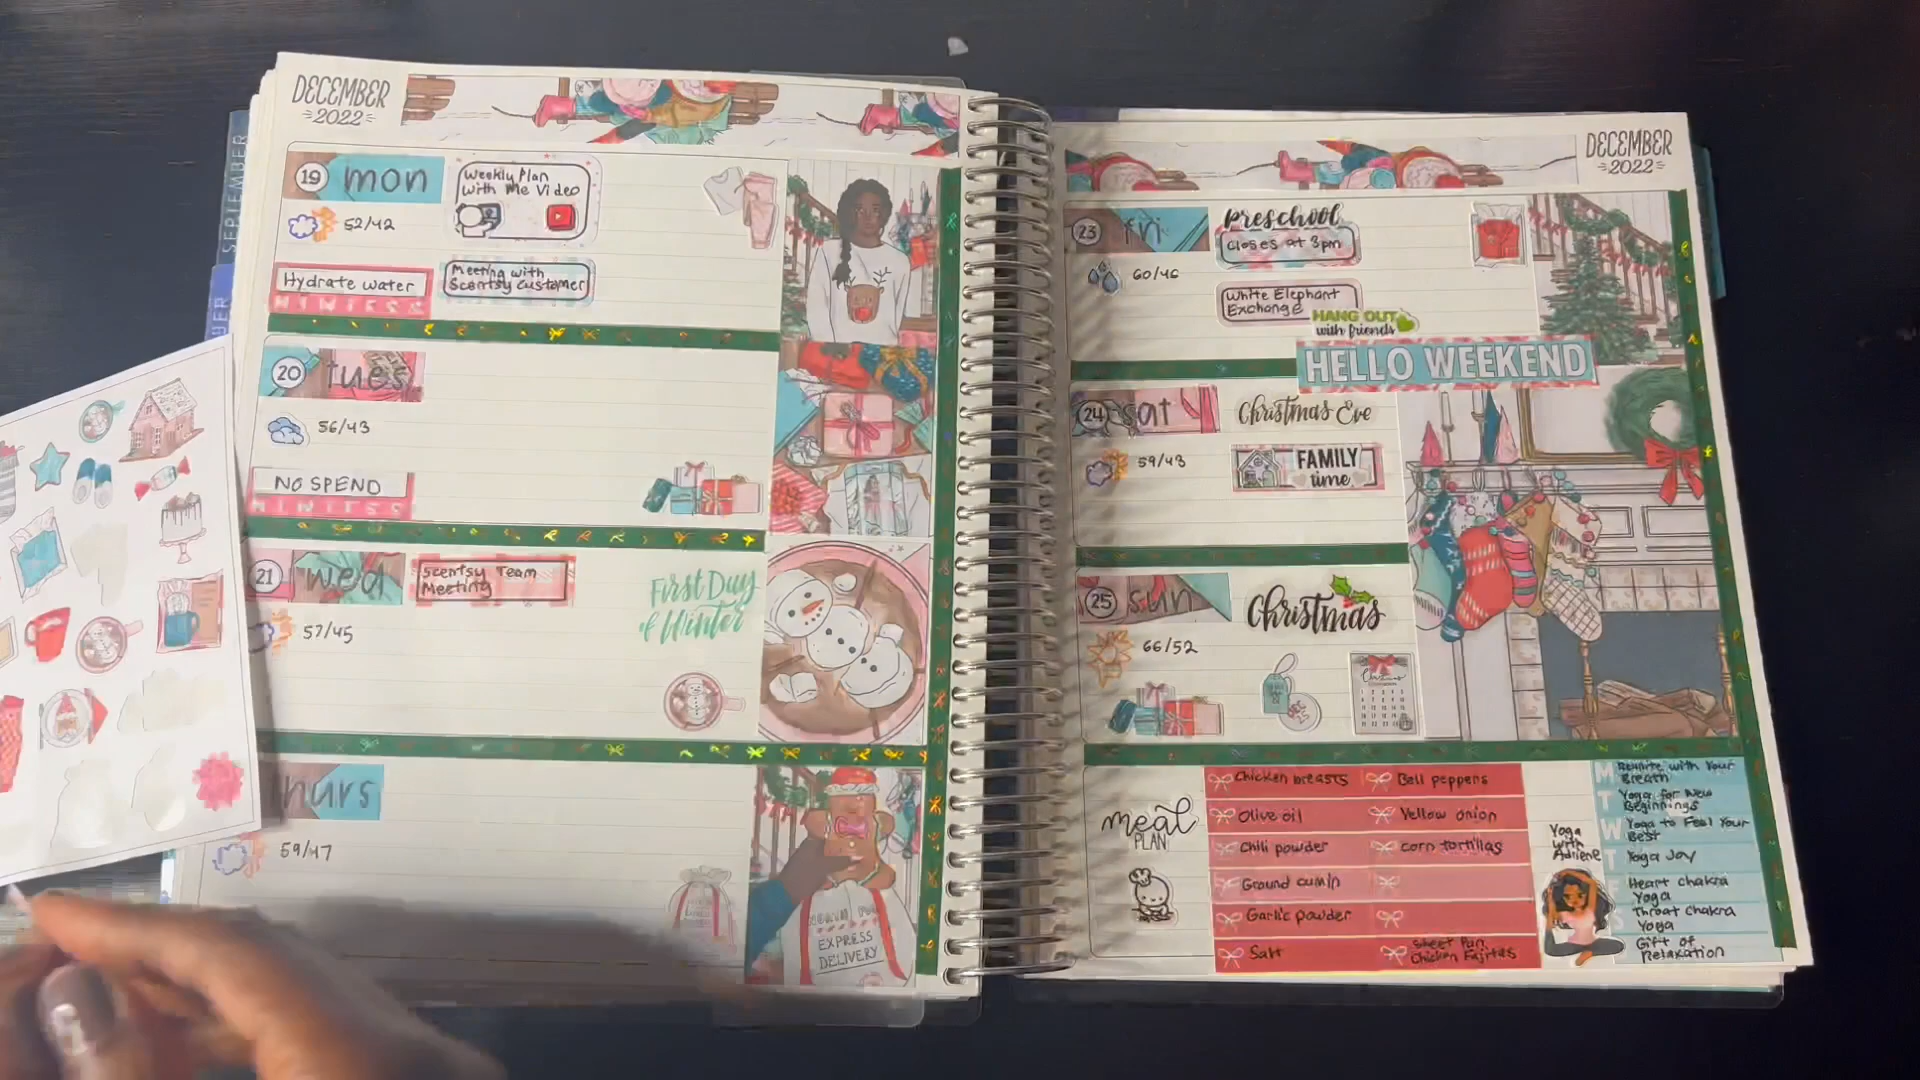 DECEMBER
2022
19 mon
Weekly Plan
With Me Video
52/42
Meeting with
Scentsy Customer
Hydrate water
20 tues
56/43
NO SPEND
21 wed
Scentsy Team
Meeting
First Day
of Winter
57/45
thurs
59/47
EXPRESS
DELIVERY
DECEMBER
2022
23 fri
Preschool
Closes at 3pm
60/46
White Elephant
Exchange
HANG OUT
with friends
HELLO WEEKEND
24 sat
Christmas Eve
59/43
FAMILY
time
25 sun
Christmas
66/52
DEC
25
meal
PLAN
Chicken breasts
Bell peppers
Olive oil
Yellow onion
Chili powder
corn tortillas
Ground cumin
Garlic powder
Salt
Sheet Pan
Chicken Fajitas
Yoga
with
Adriene
M
Reunite with Your
Breath
T
Yoga for New
Beginnings
W
Yoga to Feel Your
Best
T
Yoga Joy
Heart Chakra
Yoga
Throat Chakra
Yoga
Gift of
Relaxation
SEPTEMBER